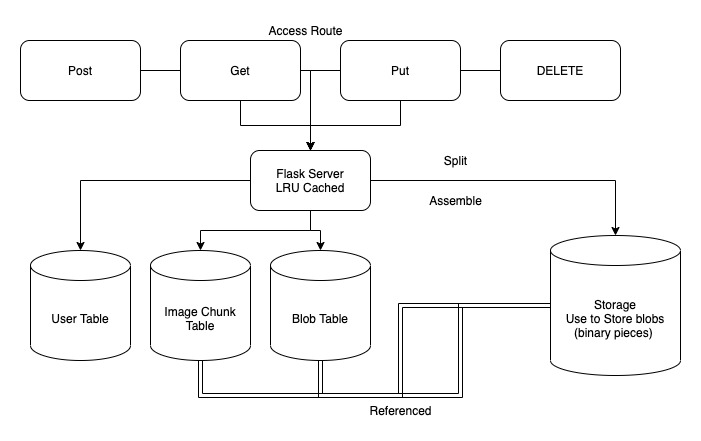 Access Route
Post
Get
Put
DELETE
Flask Server
LRU Cached
Split
Assemble
User Table
Image Chunk
Table
Blob Table
Storage
Use to Store blobs
(binary pieces)
Referenced